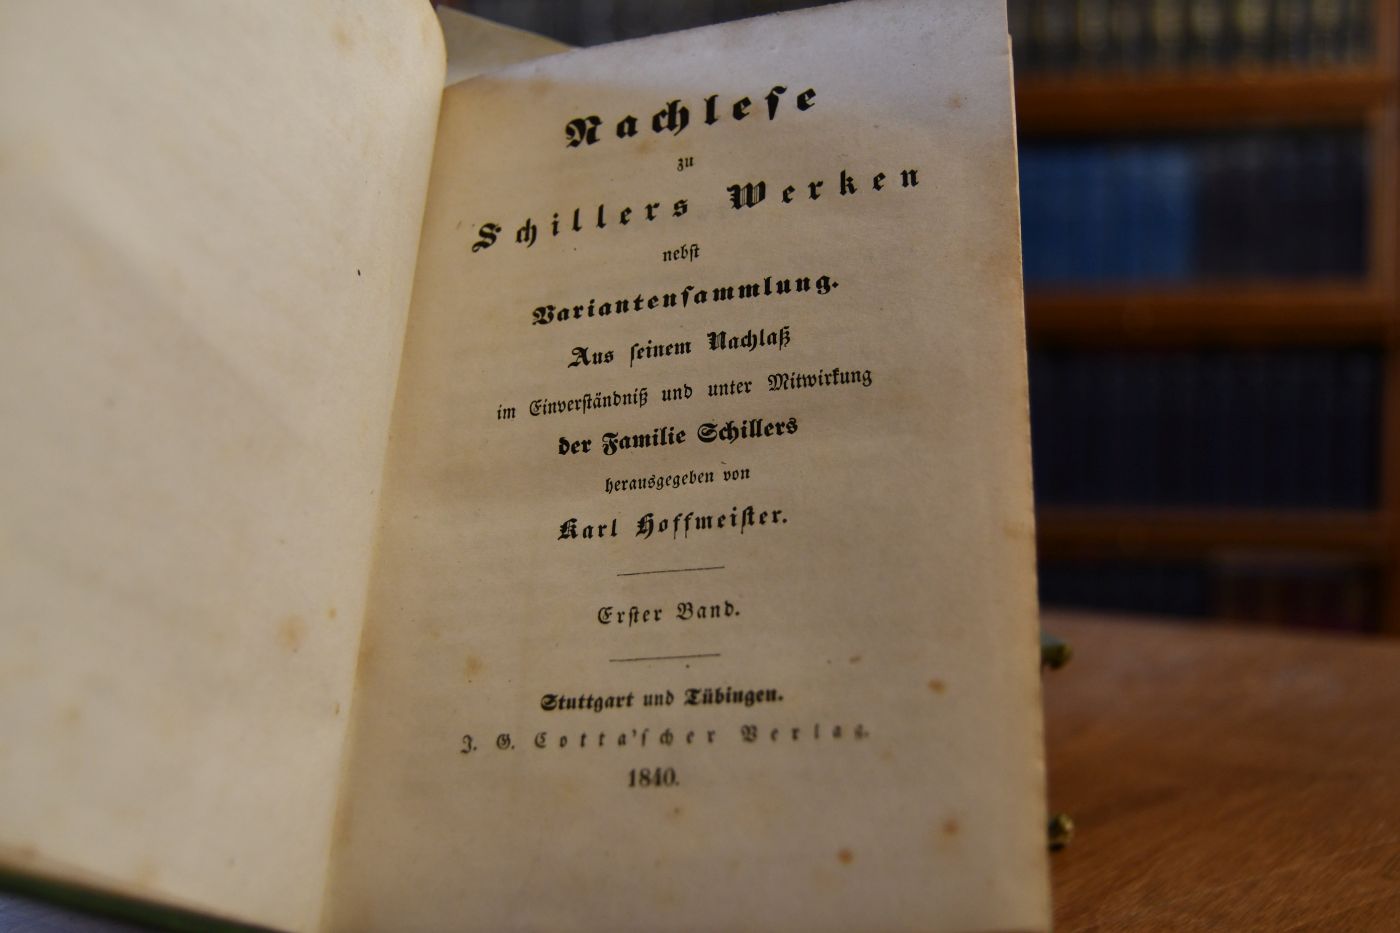 Nachleſe
zu
Schillers Werken
nebſt
Variantenſammlung.
Aus ſeinem Nachlaß
im Einverſtändniß und unter Mitwirkung
der Familie Schillers
herausgegeben von
Karl Hoffmeiſter.
Erſter Band.
Stuttgart und Tübingen.
J. G. Cotta'ſcher Verlag.
1840.